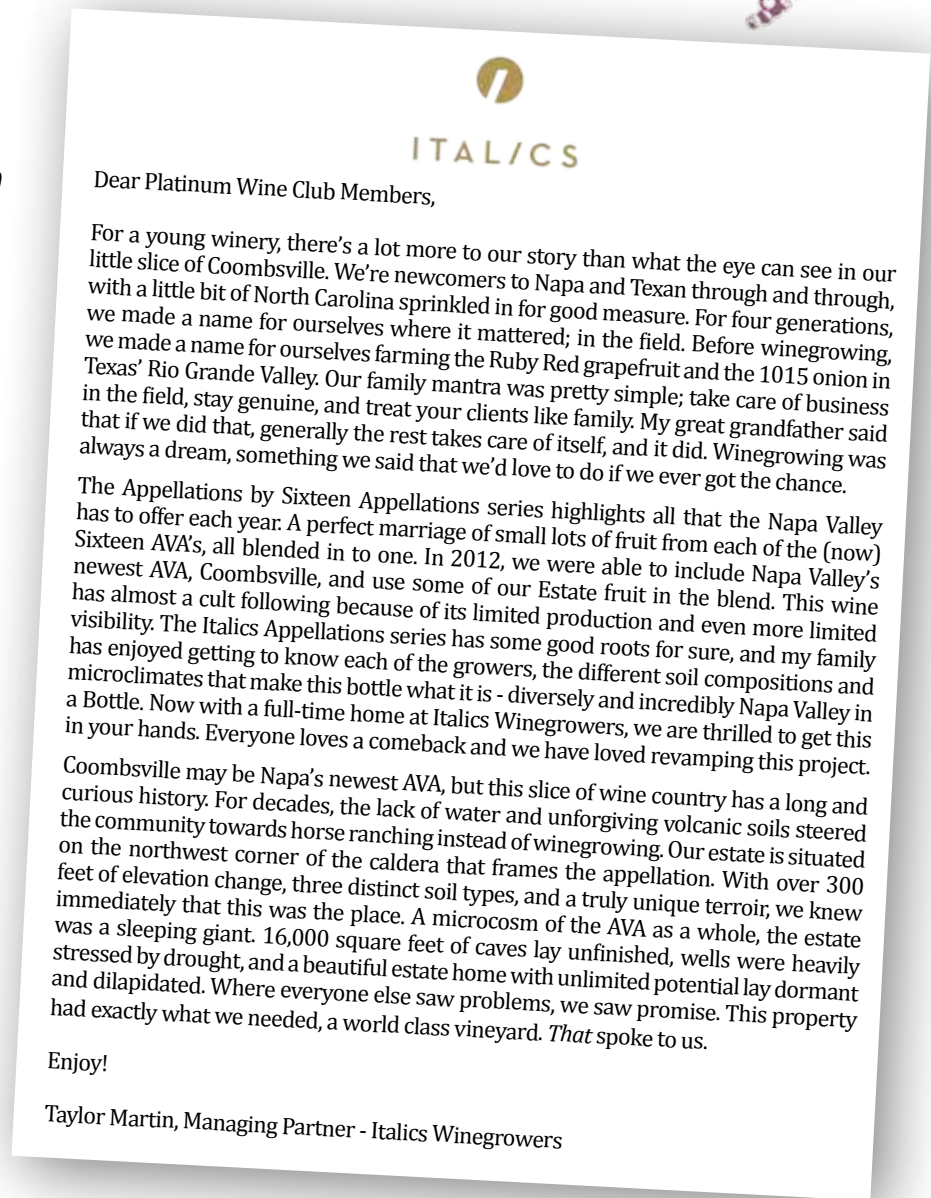 ITAL/CS
Dear Platinum Wine Club Members,
For a young winery, there's a lot more to our story than what the eye can see in our
little slice of Coombsville. We're newcomers to Napa and Texan through and through,
with a little bit of North Carolina sprinkled in for good measure. For four generations,
we made a name for ourselves where it mattered; in the field. Before winegrowing,
we made a name for ourselves farming the Ruby Red grapefruit and the 1015 onion in
Texas' Rio Grande Valley. Our family mantra was pretty simple; take care of business
in the field, stay genuine, and treat your clients like family. My great grandfather said
that if we did that, generally the rest takes care of itself, and it did. Winegrowing was
always a dream, something we said that we'd love to do if we ever got the chance.
The Appellations by Sixteen Appellations series highlights all that the Napa Valley
has to offer each year. A perfect marriage of small lots of fruit from each of the (now)
Sixteen AVA's, all blended in to one. In 2012, we were able to include Napa Valley's
newest AVA, Coombsville, and use some of our Estate fruit in the blend. This wine
has almost a cult following because of its limited production and even more limited
visibility. The Italics Appellations series has some good roots for sure, and my family
has enjoyed getting to know each of the growers, the different soil compositions and
microclimates that make this bottle what it is - diversely and incredibly Napa Valley in
a Bottle. Now with a full-time home at Italics Winegrowers, we are thrilled to get this
in your hands. Everyone loves a comeback and we have loved revamping this project.
Coombsville may be Napa's newest AVA, but this slice of wine country has a long and
curious history. For decades, the lack of water and unforgiving volcanic soils steered
the community towards horse ranching instead of winegrowing. Our estate is situated
on the northwest corner of the caldera that frames the appellation. With over 300
feet of elevation change, three distinct soil types, and a truly unique terroir, we knew
immediately that this was the place. A microcosm of the AVA as a whole, the estate
was a sleeping giant. 16,000 square feet of caves lay unfinished, wells were heavily
stressed by drought, and a beautiful estate home with unlimited potential lay dormant
and dilapidated. Where everyone else saw problems, we saw promise. This property
had exactly what we needed, a world class vineyard. That spoke to us.
Enjoy!
Taylor Martin, Managing Partner - Italics Winegrowers